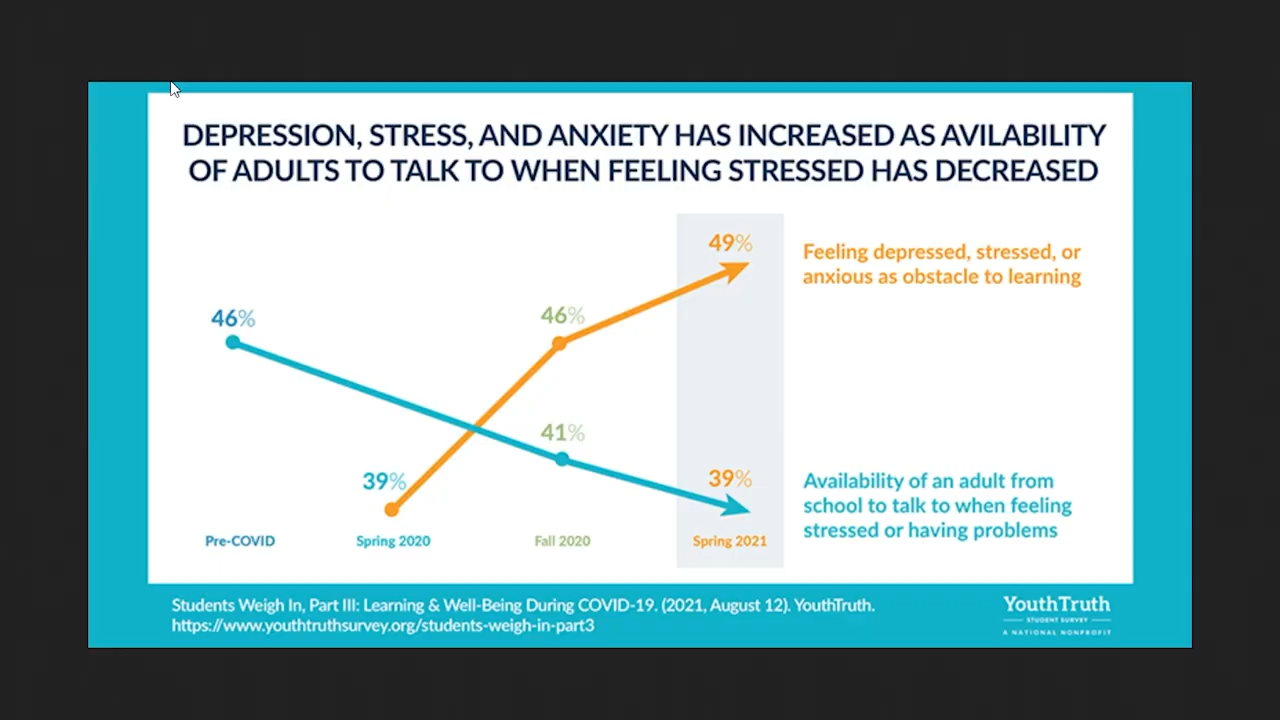 DEPRESSION, STRESS, AND ANXIETY HAS INCREASED AS AVILABILITY
OF ADULTS TO TALK TO WHEN FEELING STRESSED HAS DECREASED
49%
Feeling depressed, stressed, or
anxious as obstacle to learning
46%
46%
41%
39%
39%
Availability of an adult from
school to talk to when feeling
stressed or having problems
Pre-COVID
Spring 2020
Fall 2020
Spring 2021
Students Weigh In, Part III: Learning & Well-Being During COVID-19. (2021, August 12). YouthTruth.
https://www.youthtruthsurvey.org/students-weigh-in-part3
YouthTruth
STUDENT SURVEY
A NATIONAL NONPROFIT